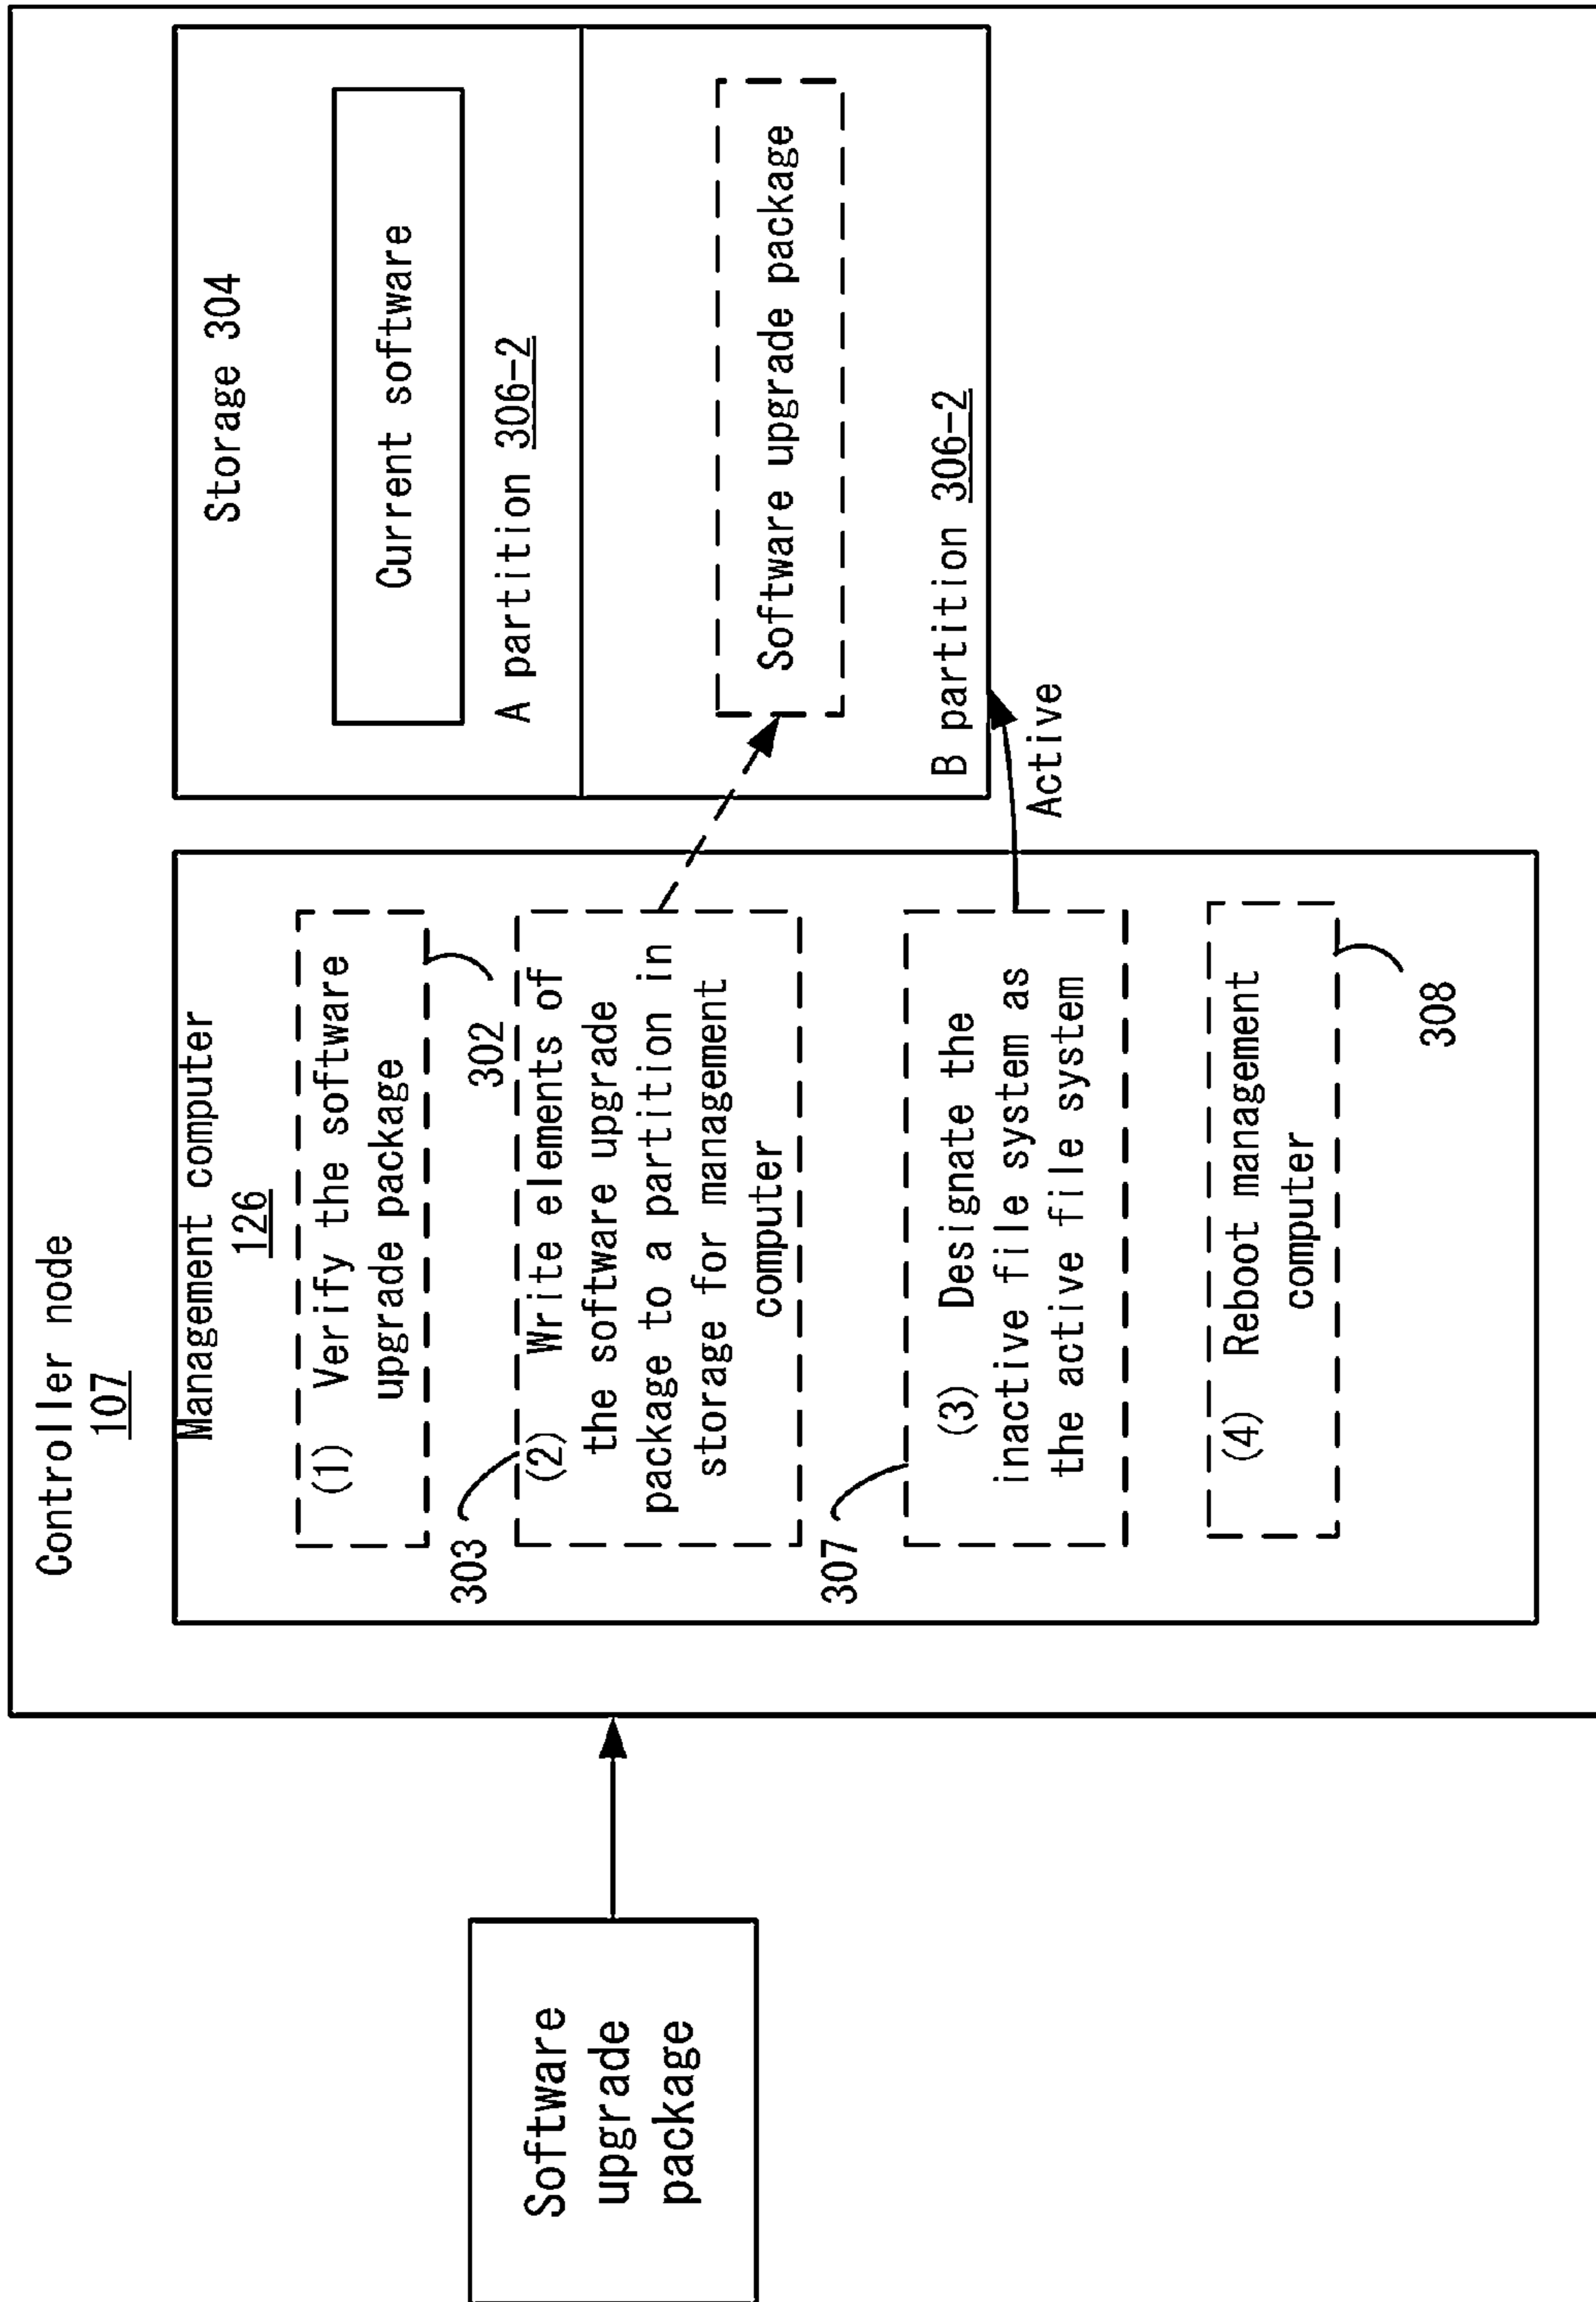 Software
upgrade
package
Controller node
107
Management computer
126
(1) Verify the software
upgrade package
302
303
(2) Write elements of
the software upgrade
package to a partition in
storage for management
computer
307
(3) Designate the
inactive file system as
the active file system
(4) Reboot management
computer
308
Storage 304
Current software
A partition 306-2
Software upgrade package
B partition 306-2
Active